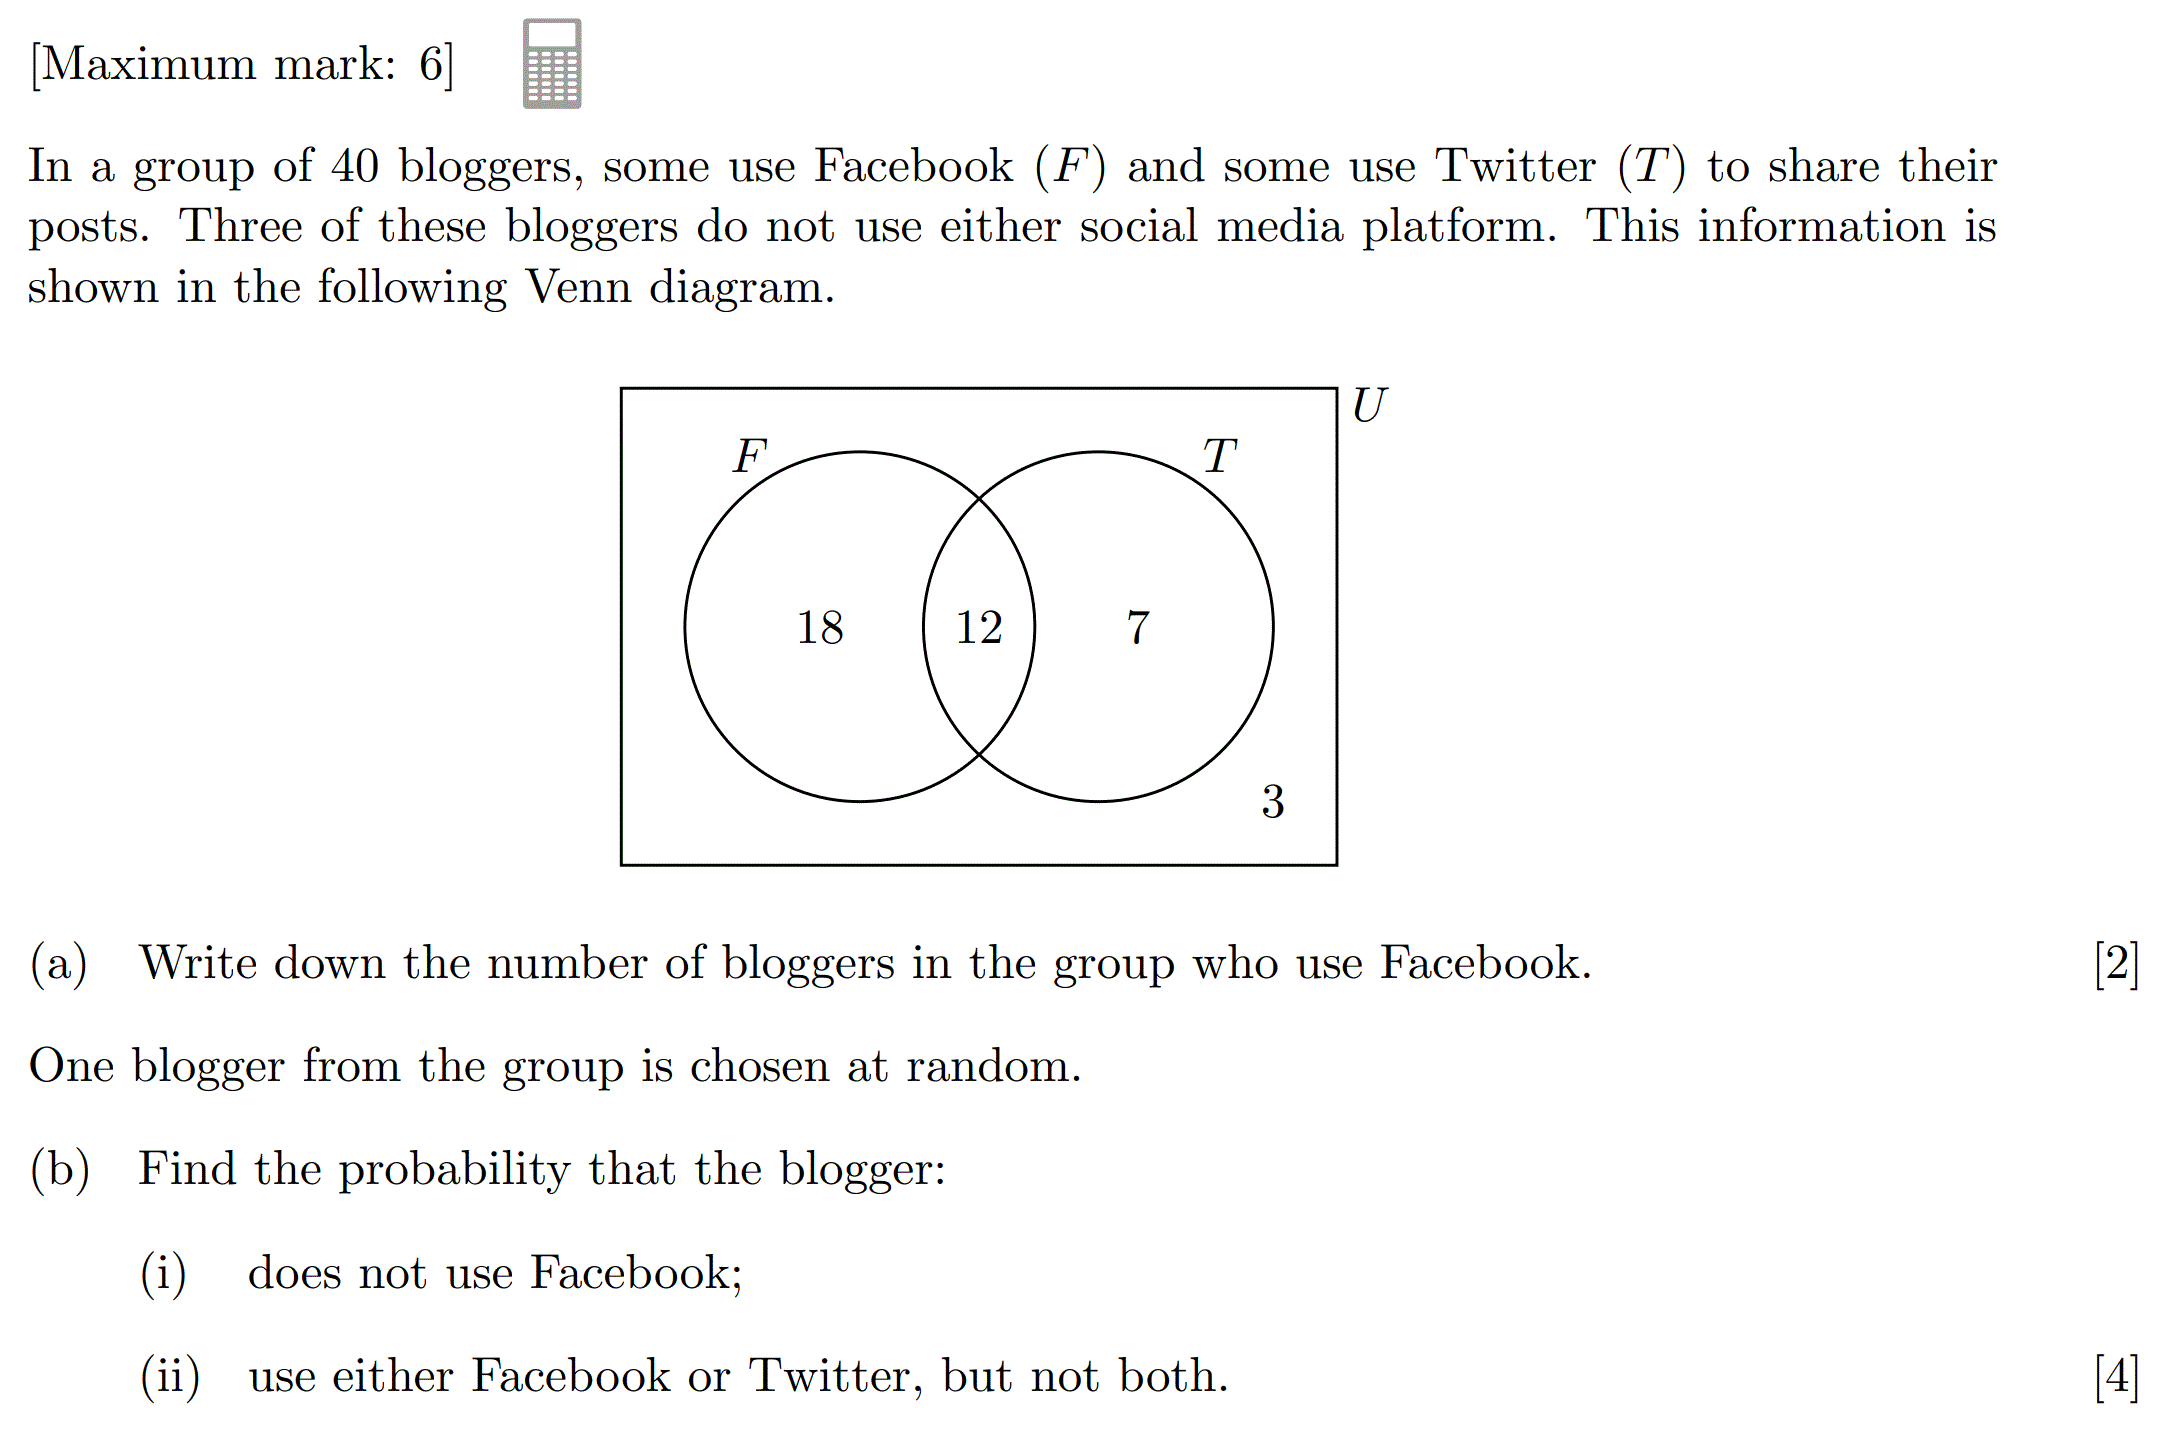 [Maximum mark: 6]
In a group of 40 bloggers, some use Facebook (F) and some use Twitter (T) to share their
posts. Three of these bloggers do not use either social media platform. This information is
shown in the following Venn diagram.
U
F T
18 12 7
3
(a) Write down the number of bloggers in the group who use Facebook. [2]
One blogger from the group is chosen at random.
(b) Find the probability that the blogger:
(i) does not use Facebook;
(ii) use either Facebook or Twitter, but not both. [4]